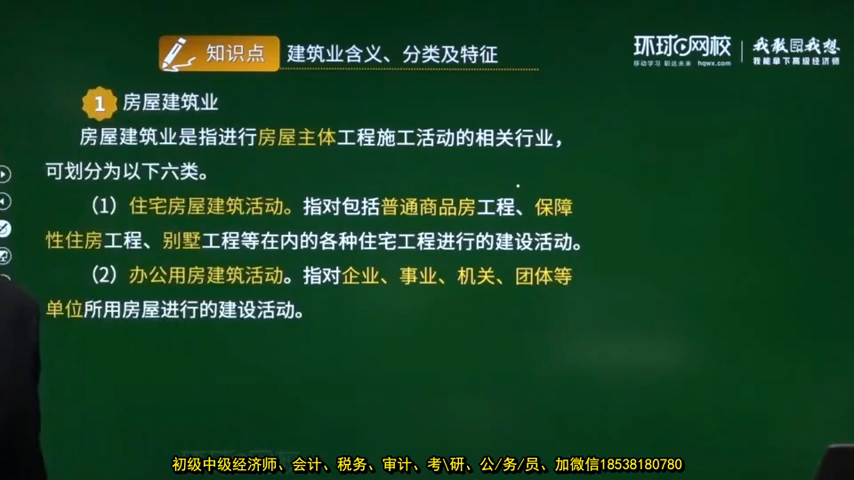 知识点 建筑业含义、分类及特征
环球网校
移动学习 职达未来 hqwx.com
我敢 我想
我能拿下高级经济师
1 房屋建筑业
房屋建筑业是指进行房屋主体工程施工活动的相关行业，
可划分为以下六类。
（1）住宅房屋建筑活动。指对包括普通商品房工程、保障
性住房工程、别墅工程等在内的各种住宅工程进行的建设活动。
（2）办公用房建筑活动。指对企业、事业、机关、团体等
单位所用房屋进行的建设活动。
初级中级经济师、会计、税务、审计、考\研、公/务/员、加微信18538180780